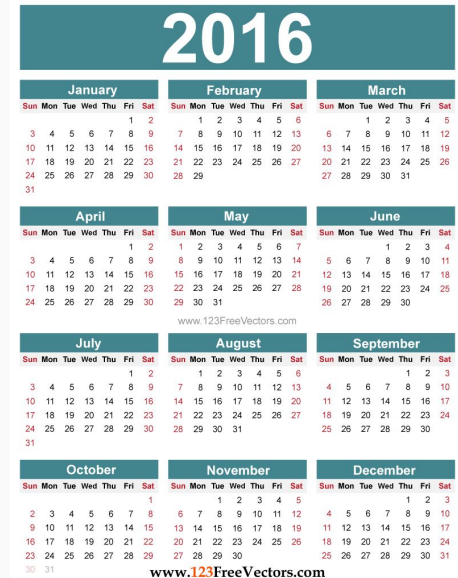 2016
January
Sun Mon Tue Wed Thu Fri Sat
1 2
3 4 5 6 7 8 9
10 11 12 13 14 15 16
17 18 19 20 21 22 23
24 25 26 27 28 29 30
31
February
Sun Mon Tue Wed Thu Fri Sat
1 2 3 4 5 6
7 8 9 10 11 12 13
14 15 16 17 18 19 20
21 22 23 24 25 26 27
28 29
March
Sun Mon Tue Wed Thu Fri Sat
1 2 3 4 5
6 7 8 9 10 11 12
13 14 15 16 17 18 19
20 21 22 23 24 25 26
27 28 29 30 31
April
Sun Mon Tue Wed Thu Fri Sat
1 2
3 4 5 6 7 8 9
10 11 12 13 14 15 16
17 18 19 20 21 22 23
24 25 26 27 28 29 30
May
Sun Mon Tue Wed Thu Fri Sat
1 2 3 4 5 6 7
8 9 10 11 12 13 14
15 16 17 18 19 20 21
22 23 24 25 26 27 28
29 30 31
June
Sun Mon Tue Wed Thu Fri Sat
1 2 3 4
5 6 7 8 9 10 11
12 13 14 15 16 17 18
19 20 21 22 23 24 25
26 27 28 29 30
www.123FreeVectors.com
July
Sun Mon Tue Wed Thu Fri Sat
1 2
3 4 5 6 7 8 9
10 11 12 13 14 15 16
17 18 19 20 21 22 23
24 25 26 27 28 29 30
31
August
Sun Mon Tue Wed Thu Fri Sat
1 2 3 4 5 6
7 8 9 10 11 12 13
14 15 16 17 18 19 20
21 22 23 24 25 26 27
28 29 30 31
September
Sun Mon Tue Wed Thu Fri Sat
1 2 3
4 5 6 7 8 9 10
11 12 13 14 15 16 17
18 19 20 21 22 23 24
25 26 27 28 29 30
October
Sun Mon Tue Wed Thu Fri Sat
1
2 3 4 5 6 7 8
9 10 11 12 13 14 15
16 17 18 19 20 21 22
23 24 25 26 27 28 29
30 31
November
Sun Mon Tue Wed Thu Fri Sat
1 2 3 4 5
6 7 8 9 10 11 12
13 14 15 16 17 18 19
20 21 22 23 24 25 26
27 28 29 30
December
Sun Mon Tue Wed Thu Fri Sat
1 2 3
4 5 6 7 8 9 10
11 12 13 14 15 16 17
18 19 20 21 22 23 24
25 26 27 28 29 30 31
www.123FreeVectors.com